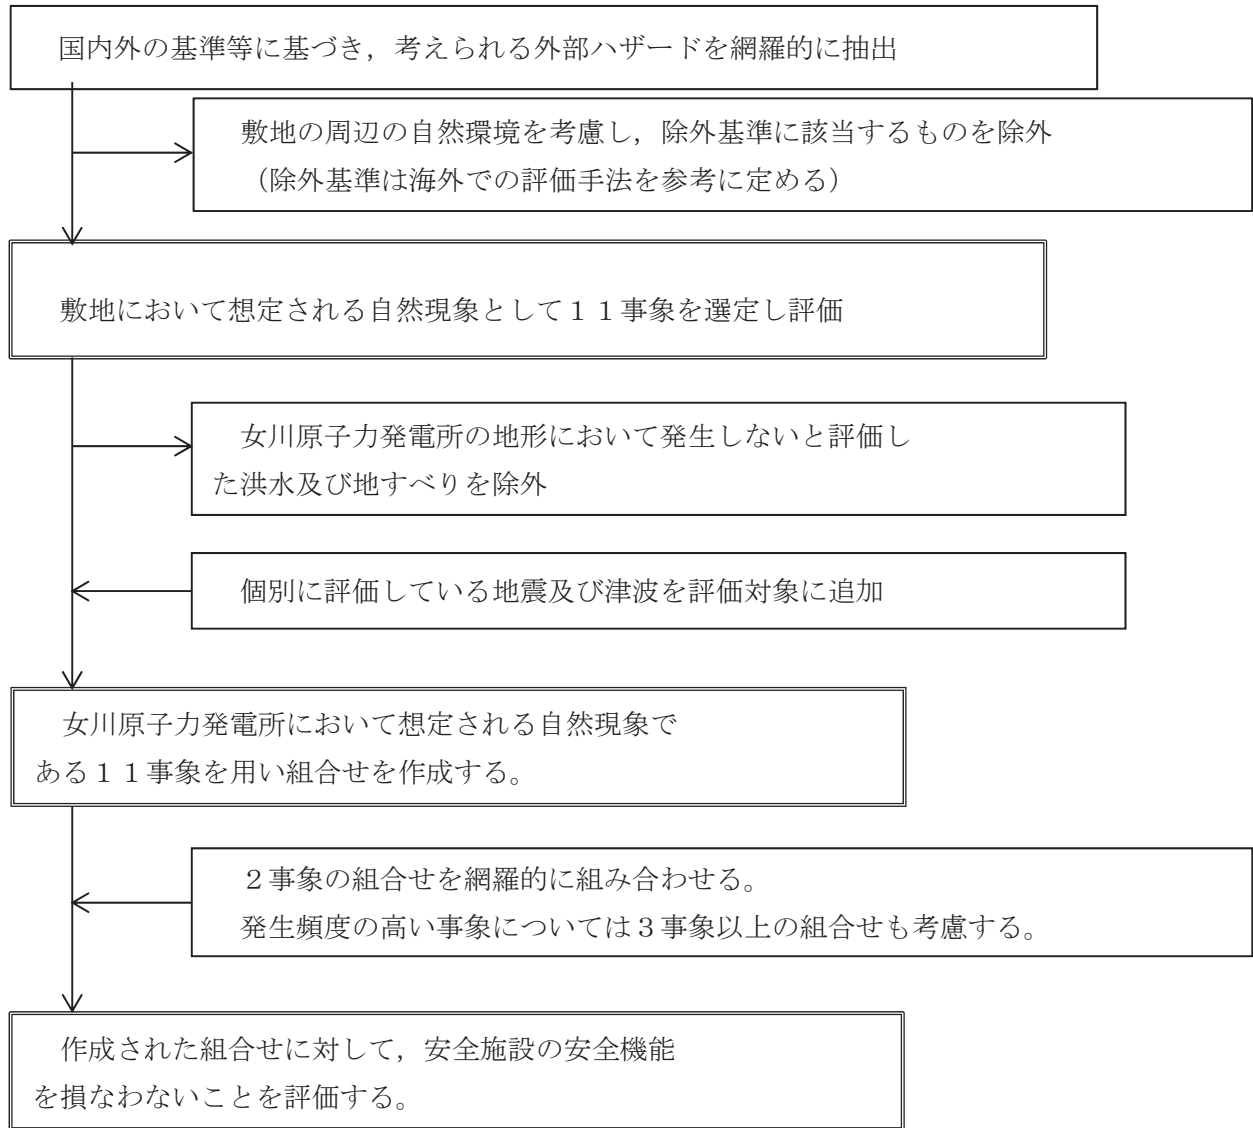 国内外の基準等に基づき，考えられる外部ハザードを網羅的に抽出
敷地の周辺の自然環境を考慮し，除外基準に該当するものを除外
（除外基準は海外での評価手法を参考に定める）
敷地において想定される自然現象として１１事象を選定し評価
女川原子力発電所の地形において発生しないと評価し
た洪水及び地すべりを除外
個別に評価している地震及び津波を評価対象に追加
女川原子力発電所において想定される自然現象で
ある１１事象を用い組合せを作成する。
２事象の組合せを網羅的に組み合わせる。
発生頻度の高い事象については３事象以上の組合せも考慮する。
作成された組合せに対して，安全施設の安全機能
を損なわないことを評価する。